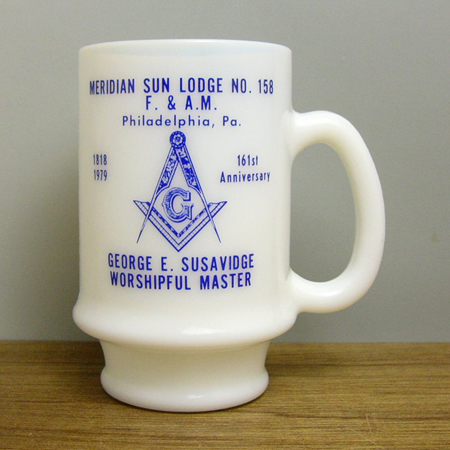 MERIDIAN SUN LODGE NO. 158
F. & A.M.
Philadelphia, Pa.
1818
1979
161st
Anniversary
G
GEORGE E. SUSAVIDGE
WORSHIPFUL MASTER